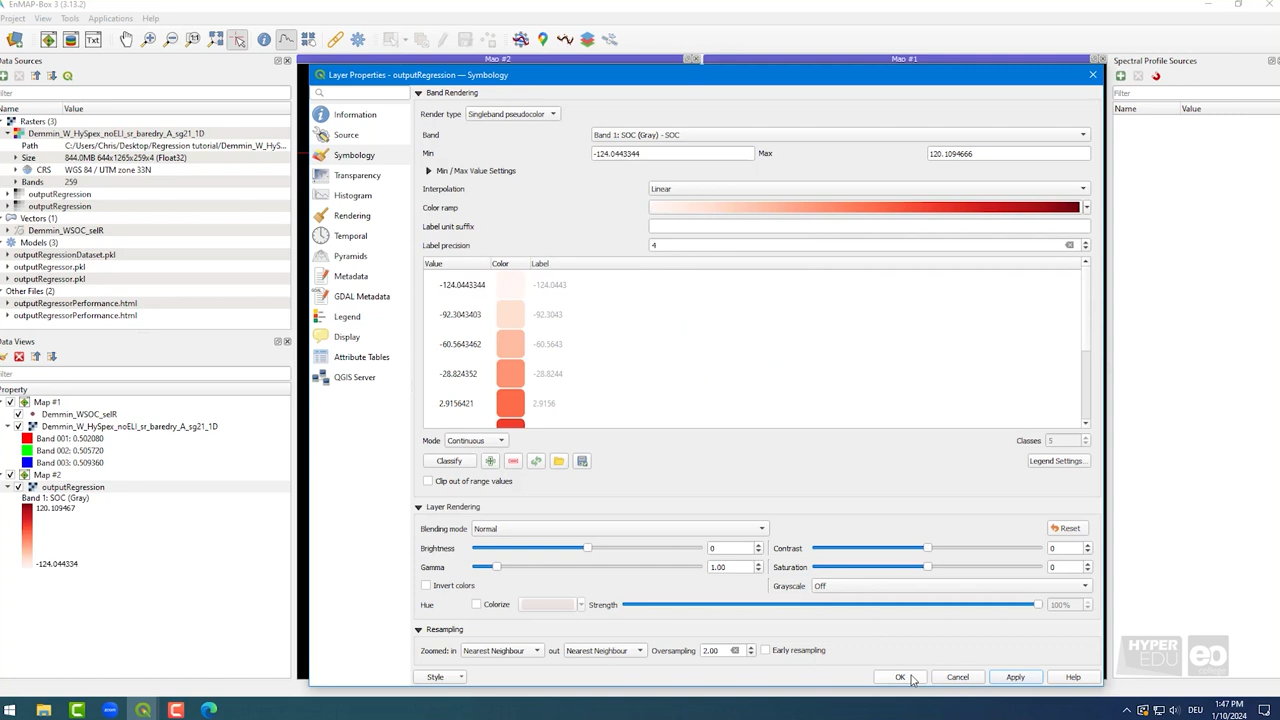 EnMAP-Box 3 (3.13.2)
Project View Tools Applications Help
Data Sources
Filter
Name Value
Rasters (3)
Demmin_W_HySpex_noELI_sr_baredry_A_sg21_1D
Path C:/Users/Chris/Desktop/Regression tutorial/Demmin_W_HyS...
Size 844.0MB 644x1265x259x4 (Float32)
CRS WGS 84 / UTM zone 33N
Bands 259
outputRegression
outputRegression
Vectors (1)
Demmin_WSOC_selR
Models (3)
outputRegressionDataset.pkl
outputRegressor.pkl
outputRegressor.pkl
Other Files (2)
outputRegressorPerformance.html
outputRegressorPerformance.html
Data Views
Filter
Property
Map #1
Demmin_WSOC_selR
Demmin_W_HySpex_noELI_sr_baredry_A_sg21_1D
Band 001: 0.502080
Band 002: 0.505720
Band 003: 0.509360
Map #2
outputRegression
Band 1: SOC (Gray)
120.109467
-124.044334
Map #2
Map #1
Layer Properties - outputRegression — Symbology
Information
Source
Symbology
Transparency
Histogram
Rendering
Temporal
Pyramids
Metadata
GDAL Metadata
Legend
Display
Attribute Tables
QGIS Server
Band Rendering
Render type Singleband pseudocolor
Band Band 1: SOC (Gray) - SOC
Min -124.0443344 Max 120.1094666
Min / Max Value Settings
Interpolation Linear
Color ramp
Label unit suffix
Label precision 4
Value Color Label
-124.0443344 -124.0443
-92.3043403 -92.3043
-60.5643462 -60.5643
-28.824352 -28.8244
2.9156421 2.9156
Mode Continuous Classes 5
Classify Legend Settings...
Clip out of range values
Layer Rendering
Blending mode Normal Reset
Brightness 0 Contrast 0
Gamma 1.00 Saturation 0
Invert colors Grayscale Off
Hue Colorize Strength 100%
Resampling
Zoomed: in Nearest Neighbour out Nearest Neighbour Oversampling 2.00 Early resampling
Style OK Cancel Apply Help
Spectral Profile Sources
Filter
Name Value
HYPER
EDU
eo
college
DEU
1:47 PM
1/10/2024